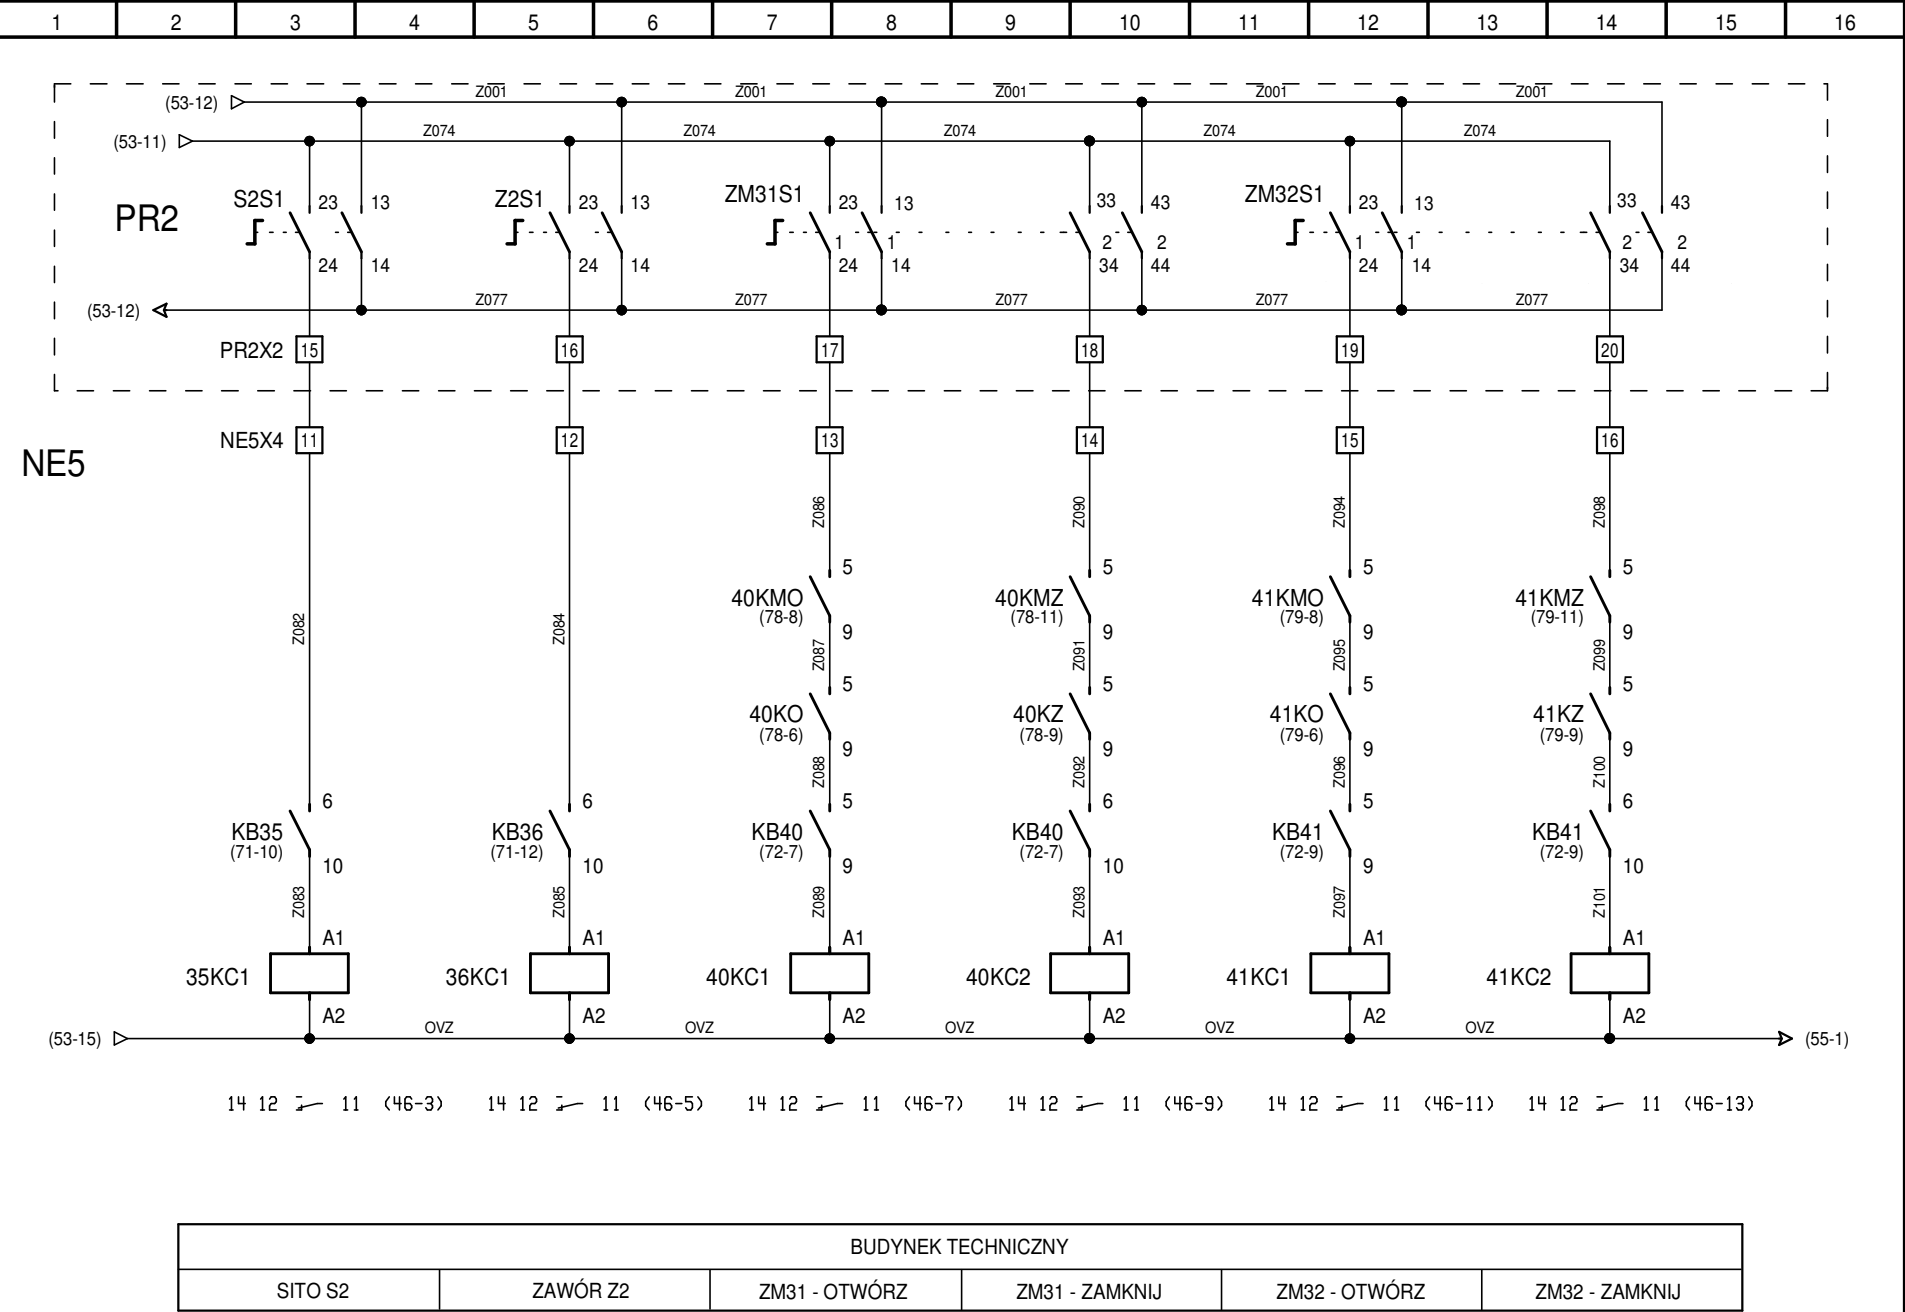 1 2 3 4 5 6 7 8 9 10 11 12 13 14 15 16
Z001 Z001 Z001 Z001 Z001
(53-12)
Z074 Z074 Z074 Z074 Z074
(53-11)
PR2
S2S1 23 13 Z2S1 23 13 ZM31S1 23 13 33 43 ZM32S1 23 13 33 43
1 1 2 2 1 1 2 2
24 14 24 14 24 14 34 44 24 14 34 44
Z077 Z077 Z077 Z077 Z077
(53-12)
PR2X2 15 16 17 18 19 20
NE5X4 11 12 13 14 15 16
NE5
Z086 Z090 Z094 Z098
5 5 5 5
40KMO 40KMZ 41KMO 41KMZ
(78-8) (78-11) (79-8) (79-11)
9 9 9 9
Z082 Z084 Z087 Z091 Z095 Z099
5 5 5 5
40KO 40KZ 41KO 41KZ
(78-6) (78-9) (79-6) (79-9)
9 9 9 9
Z088 Z092 Z096 Z100
6 6 5 6 5 6
KB35 KB36 KB40 KB40 KB41 KB41
(71-10) (71-12) (72-7) (72-7) (72-9) (72-9)
10 10 9 10 9 10
Z083 Z085 Z089 Z093 Z097 Z101
A1 A1 A1 A1 A1 A1
35KC1 36KC1 40KC1 40KC2 41KC1 41KC2
A2 A2 A2 A2 A2 A2
OVZ OVZ OVZ OVZ OVZ
(53-15) (55-1)
14 12 11 (46-3) 14 12 11 (46-5) 14 12 11 (46-7) 14 12 11 (46-9) 14 12 11 (46-11) 14 12 11 (46-13)
BUDYNEK TECHNICZNY
SITO S2 ZAWÓR Z2 ZM31 - OTWÓRZ ZM31 - ZAMKNIJ ZM32 - OTWÓRZ ZM32 - ZAMKNIJ